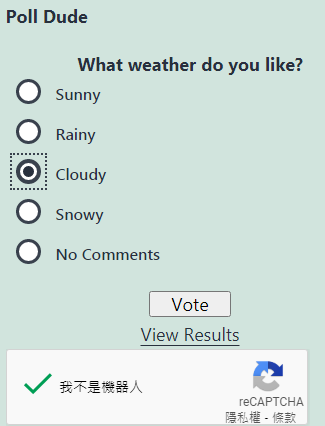 Poll Dude
What weather do you like?
Sunny
Rainy
Cloudy
Snowy
No Comments
Vote
View Results
我不是機器人
reCAPTCHA
隱私權 - 條款